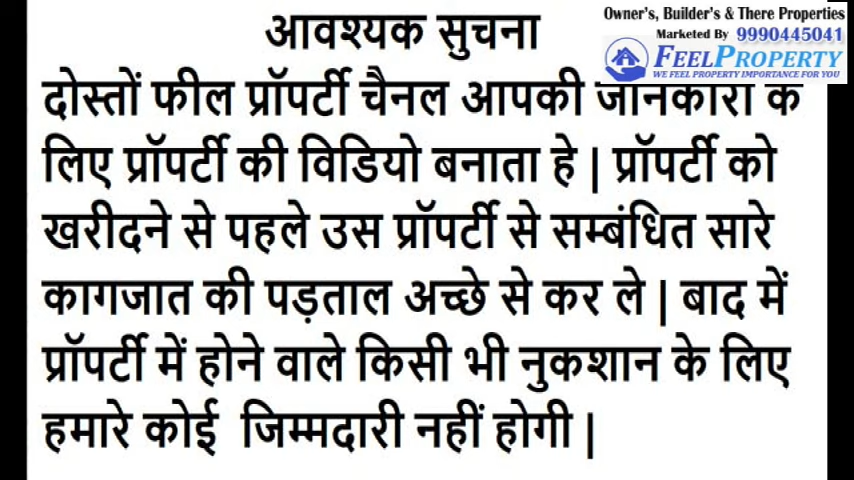 आवश्यक सुचना
Owner's, Builder's & There Properties
Marketed By 9990445041
FEELPROPERTY
WE FEEL PROPERTY IMPORTANCE FOR YOU
दोस्तों फील प्रॉपर्टी चैनल आपकी जानकारी के
लिए प्रॉपर्टी की विडियो बनाता हे |  प्रॉपर्टी को
खरीदने से पहले उस प्रॉपर्टी से सम्बंधित सारे
कागजात की पड़ताल अच्छे से कर ले | बाद में
प्रॉपर्टी में होने वाले किसी भी नुकशान के लिए
हमारे कोई जिम्मदारी नहीं होगी |